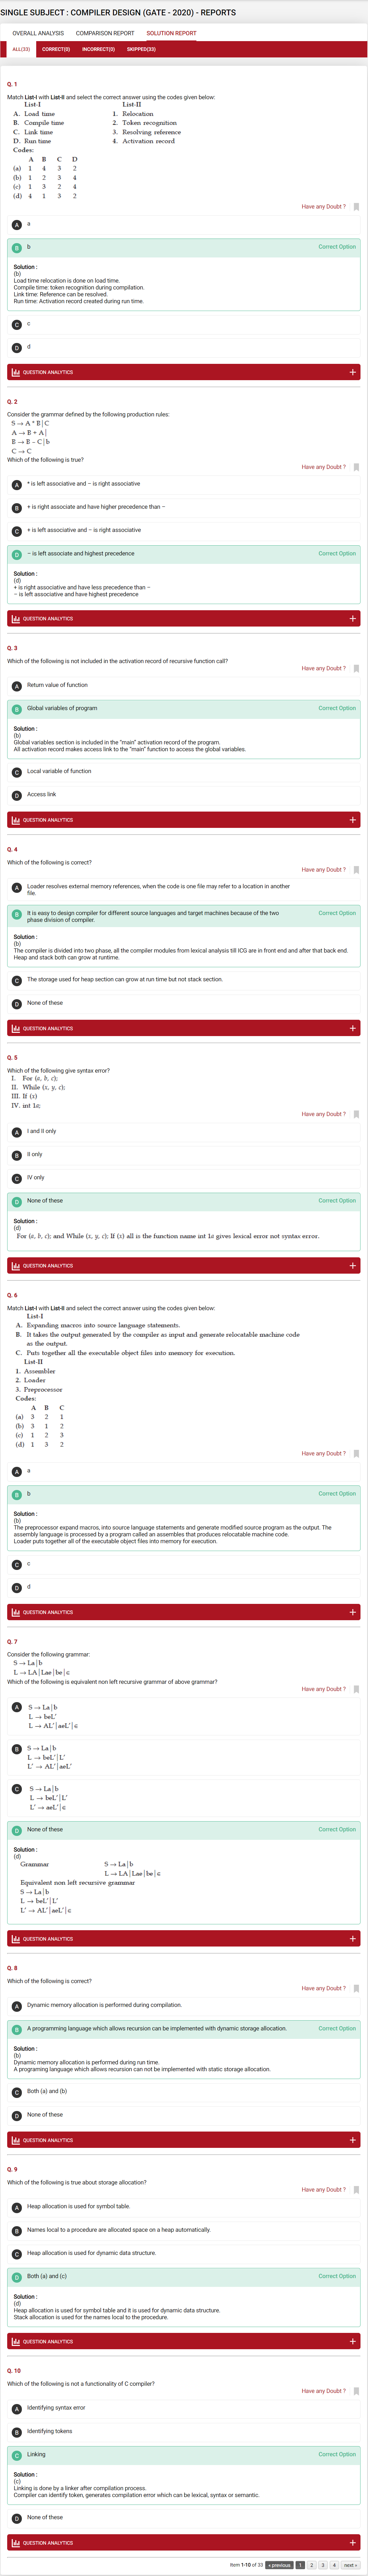 SINGLE SUBJECT : COMPILER DESIGN (GATE - 2020) - REPORTS
OVERALL ANALYSIS COMPARISON REPORT SOLUTION REPORT
ALL(33) CORRECT(0) INCORRECT(0) SKIPPED(33)
Q. 1
Match List-I with List-II and select the correct answer using the codes given below:
List-I List-II
A. Load time 1. Relocation
B. Compile time 2. Token recognition
C. Link time 3. Resolving reference
D. Run time 4. Activation record
Codes:
A B C D
(a) 1 4 3 2
(b) 1 2 3 4
(c) 1 3 2 4
(d) 4 1 3 2
Have any Doubt ?
A a
B b Correct Option
Solution :
(b)
Load time relocation is done on load time.
Compile time: token recognition during compilation.
Link time: Reference can be resolved.
Run time: Activation record created during run time.
C c
D d
QUESTION ANALYTICS +
Q. 2
Consider the grammar defined by the following production rules:
S → A * B | C
A → B + A |
B → B – C | b
C → C
Which of the following is true?
Have any Doubt ?
A * is left associative and – is right associative
B + is right associative and have higher precedence than –
C + is left associative and – is right associative
D – is left associate and highest precedence Correct Option
Solution :
(d)
+ is right associative and have less precedence than –
– is left associative and have highest precedence
QUESTION ANALYTICS +
Q. 3
Which of the following is not included in the activation record of recursive function call?
Have any Doubt ?
A Return value of function
B Global variables of program Correct Option
Solution :
(b)
Global variables section is included in the "main" activation record of the program.
All activation record makes access link to the "main" function to access the global variables.
C Local variable of function
D Access link
QUESTION ANALYTICS +
Q. 4
Which of the following is correct?
Have any Doubt ?
A Loader resolves external memory references, when the code is one file may refer to a location in another
file.
B It is easy to design compiler for different source languages and target machines because of the two
phase division of compiler. Correct Option
Solution :
(b)
The compiler is divided into two phase, all the compiler modules from lexical analysis till ICG are in front end and after that back end.
Heap and stack both can grow at runtime.
C The storage used for heap section can grow at run time but not stack section.
D None of these
QUESTION ANALYTICS +
Q. 5
Which of the following give syntax error?
I. For (a, b, c);
II. While (x, y, c);
III. If (x)
IV. int 1a;
Have any Doubt ?
A I and II only
B II only
C IV only
D None of these Correct Option
Solution :
(d)
For (a, b, c); and While (x, y, c); If (x) all is the function name int 1a gives lexical error not syntax error.
QUESTION ANALYTICS +
Q. 6
Match List-I with List-II and select the correct answer using the codes given below:
List-I
A. Expanding macros into source language statements.
B. It takes the output generated by the compiler as input and generate relocatable machine code
as the output.
C. Puts together all the executable object files into memory for execution.
List-II
1. Assembler
2. Loader
3. Preprocessor
Codes:
A B C
(a) 3 2 1
(b) 3 1 2
(c) 1 2 3
(d) 1 3 2
Have any Doubt ?
A a
B b Correct Option
Solution :
(b)
The preprocessor expand macros, into source language statements and generate modified source program as the output. The
assembly language is processed by a program called an assembles that produces relocatable machine code.
Loader puts together all of the executable object files into memory for execution.
C c
D d
QUESTION ANALYTICS +
Q. 7
Consider the following grammar:
S → La | b
L → LA | Lae | be | ε
Which of the following is equivalent non left recursive grammar of above grammar?
Have any Doubt ?
A S → La | b
L → beL'
L → AL' | aeL' | ε
B S → La | b
L → beL' | L'
L' → AL' | aeL'
C S → La | b
L → beL' | L'
L' → aeL' | ε
D None of these Correct Option
Solution :
(d)
Grammar S → La | b
L → LA | Lae | be | ε
Equivalent non left recursive grammar
S → La | b
L → beL' | L'
L' → AL' | aeL' | ε
QUESTION ANALYTICS +
Q. 8
Which of the following is correct?
Have any Doubt ?
A Dynamic memory allocation is performed during compilation.
B A programming language which allows recursion can be implemented with dynamic storage allocation. Correct Option
Solution :
(b)
Dynamic memory allocation is performed during run time.
A programing language which allows recursion can not be implemented with static storage allocation.
C Both (a) and (b)
D None of these
QUESTION ANALYTICS +
Q. 9
Which of the following is true about storage allocation?
Have any Doubt ?
A Heap allocation is used for symbol table.
B Names local to a procedure are allocated space on a heap automatically.
C Heap allocation is used for dynamic data structure.
D Both (a) and (c) Correct Option
Solution :
(d)
Heap allocation is used for symbol table and it is used for dynamic data structure.
Stack allocation is used for the names local to the procedure.
QUESTION ANALYTICS +
Q. 10
Which of the following is not a functionality of C compiler?
Have any Doubt ?
A Identifying syntax error
B Identifying tokens
C Linking Correct Option
Solution :
(c)
Linking is done by a linker after compilation process.
Compiler can identify token, generates compilation error which can be lexical, syntax or semantic.
D None of these
QUESTION ANALYTICS +
Item 1-10 of 33 « previous 1 2 3 4 next »